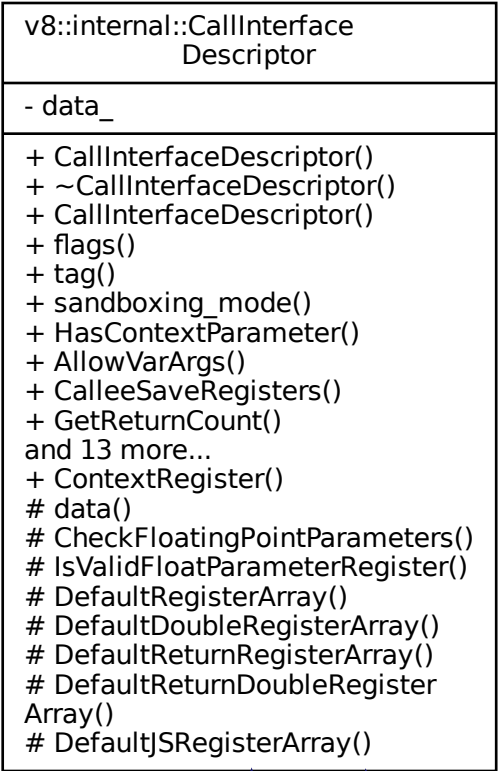 v8::internal::CallInterface
Descriptor
- data_
+ CallInterfaceDescriptor()
+ ~CallInterfaceDescriptor()
+ CallInterfaceDescriptor()
+ flags()
+ tag()
+ sandboxing_mode()
+ HasContextParameter()
+ AllowVarArgs()
+ CalleeSaveRegisters()
+ GetReturnCount()
and 13 more...
+ ContextRegister()
# data()
# CheckFloatingPointParameters()
# IsValidFloatParameterRegister()
# DefaultRegisterArray()
# DefaultDoubleRegisterArray()
# DefaultReturnRegisterArray()
# DefaultReturnDoubleRegister
Array()
# DefaultJSRegisterArray()